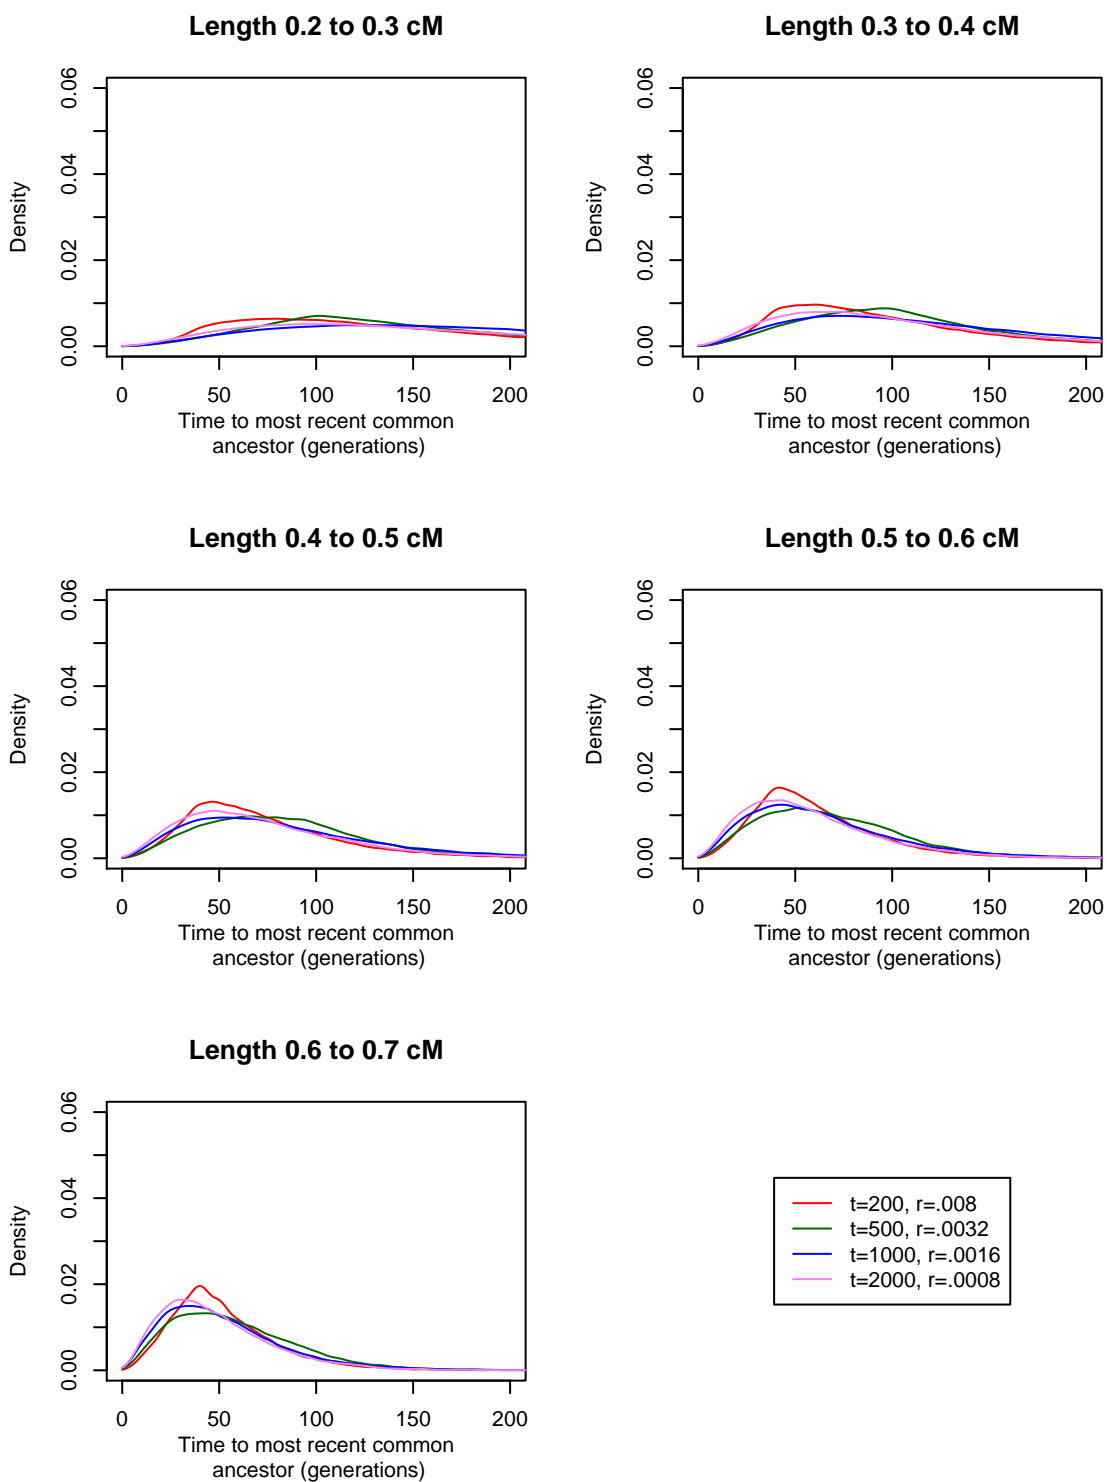 Length 0.2 to 0.3 cM
Density
0.00
0.02
0.04
0.06
0
50
100
150
200
Time to most recent common
ancestor (generations)
Length 0.3 to 0.4 cM
Density
0.00
0.02
0.04
0.06
0
50
100
150
200
Time to most recent common
ancestor (generations)
Length 0.4 to 0.5 cM
Density
0.00
0.02
0.04
0.06
0
50
100
150
200
Time to most recent common
ancestor (generations)
Length 0.5 to 0.6 cM
Density
0.00
0.02
0.04
0.06
0
50
100
150
200
Time to most recent common
ancestor (generations)
Length 0.6 to 0.7 cM
Density
0.00
0.02
0.04
0.06
0
50
100
150
200
Time to most recent common
ancestor (generations)
t=200, r=.008
t=500, r=.0032
t=1000, r=.0016
t=2000, r=.0008